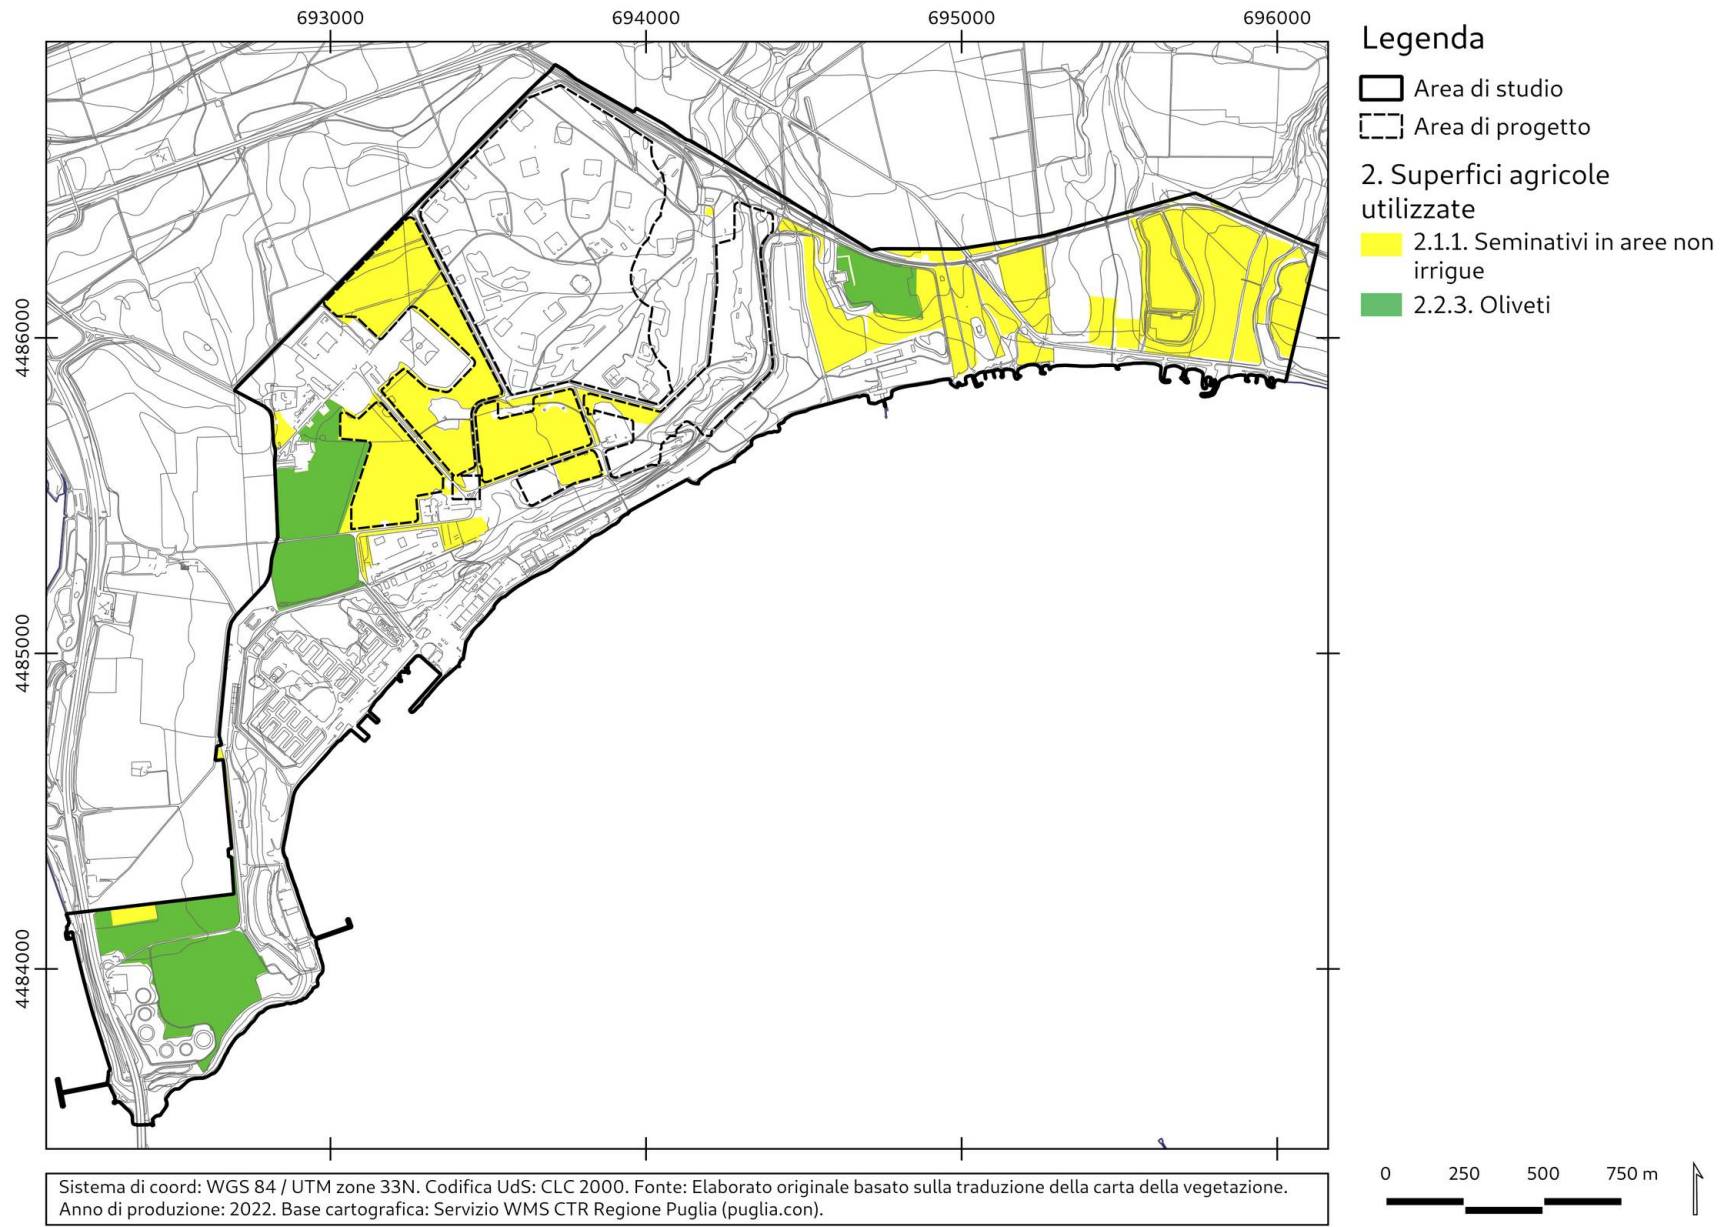 693000
694000
695000
696000
4486000
4485000
4484000
Legenda
Area di studio
Area di progetto
2. Superfici agricole
utilizzate
2.1.1. Seminativi in aree non
irrigue
2.2.3. Oliveti
0 250 500 750 m
Sistema di coord: WGS 84 / UTM zone 33N. Codifica UdS: CLC 2000. Fonte: Elaborato originale basato sulla traduzione della carta della vegetazione.
Anno di produzione: 2022. Base cartografica: Servizio WMS CTR Regione Puglia (puglia.con).